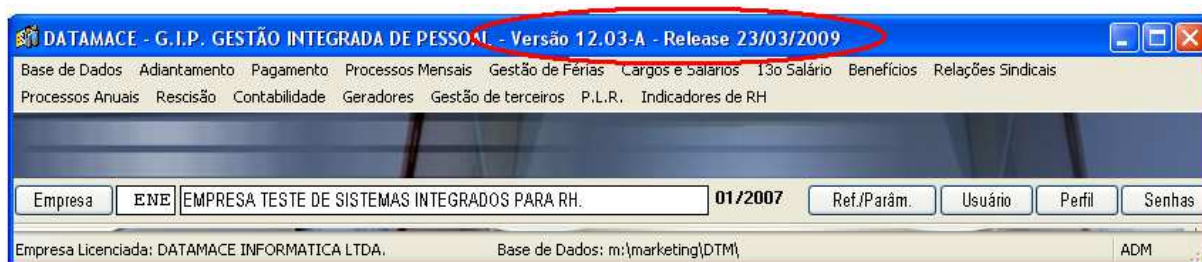 DATAMACE - G.I.P. GESTÃO INTEGRADA DE PESSOAL - Versão 12.03-A - Release 23/03/2009
Base de Dados Adiantamento Pagamento Processos Mensais Gestão de Férias Cargos e Salários 13o Salário Benefícios Relações Sindicais
Processos Anuais Rescisão Contabilidade Geradores Gestão de terceiros P.L.R. Indicadores de RH
Empresa ENE EMPRESA TESTE DE SISTEMAS INTEGRADOS PARA RH. 01/2007 Ref./Parâm. Usuário Perfil Senhas
Empresa Licenciada: DATAMACE INFORMATICA LTDA. Base de Dados: m:\marketing\DTM\ ADM